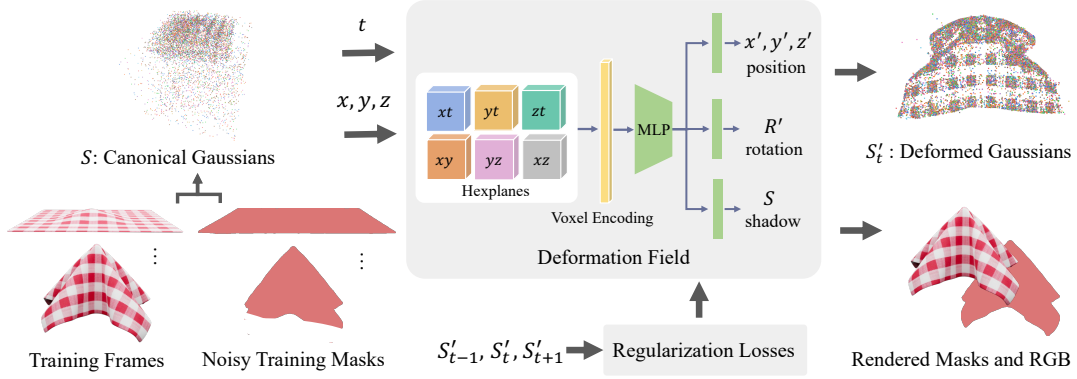 t
x, y, z
S: Canonical Gaussians
⋮
⋮
Training Frames
Noisy Training Masks
xt
yt
zt
xy
yz
xz
Hexplanes
Voxel Encoding
MLP
x′, y′, z′
position
R′
rotation
S
shadow
Deformation Field
S′ₜ₋₁, S′ₜ, S′ₜ₊₁
Regularization Losses
S′ₜ : Deformed Gaussians
Rendered Masks and RGB